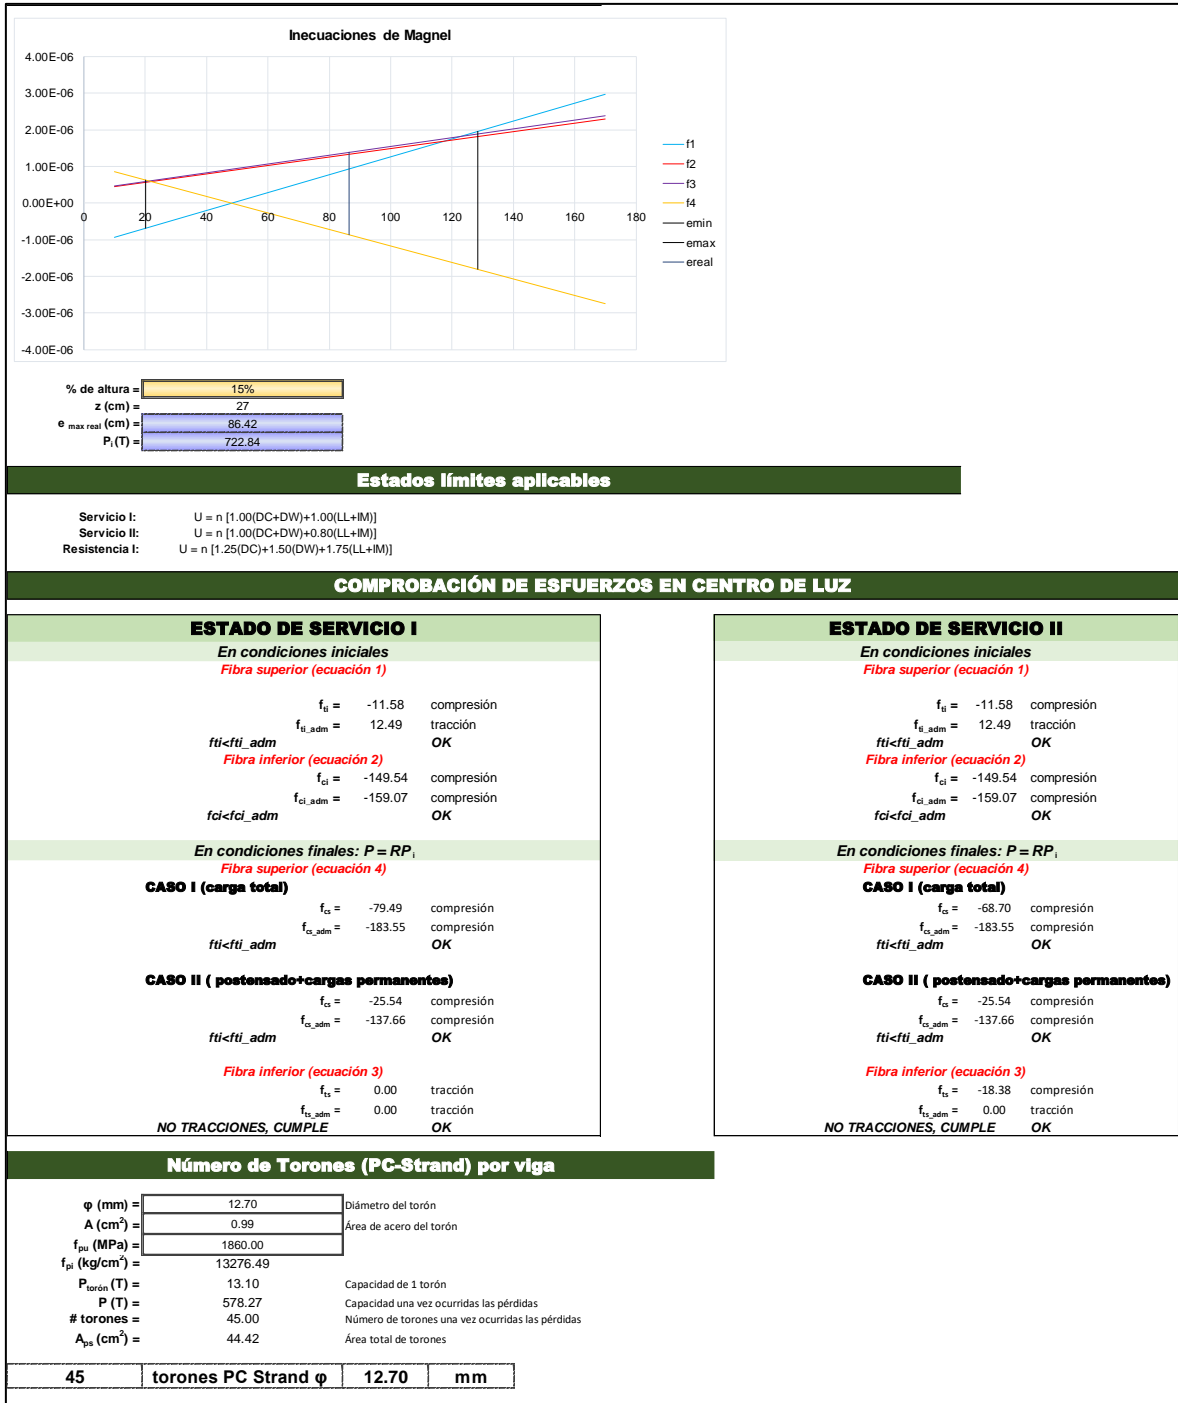 Inecuaciones de Magnel
4.00E-06
3.00E-06
2.00E-06
1.00E-06
0.00E+00
-1.00E-06
-2.00E-06
-3.00E-06
-4.00E-06
0 20 40 60 80 100 120 140 160 180
f1
f2
f3
f4
emin
emax
ereal
% de altura = 15%
z (cm) = 27
e max real (cm) = 86.42
Pi (T) = 722.84
Estados límites aplicables
Servicio I: U = n [1.00(DC+DW)+1.00(LL+IM)]
Servicio II: U = n [1.00(DC+DW)+0.80(LL+IM)]
Resistencia I: U = n [1.25(DC)+1.50(DW)+1.75(LL+IM)]
COMPROBACIÓN DE ESFUERZOS EN CENTRO DE LUZ
ESTADO DE SERVICIO I
En condiciones iniciales
Fibra superior (ecuación 1)
fti = -11.58 compresión
fti_adm = 12.49 tracción
fti<fti_adm OK
Fibra inferior (ecuación 2)
fci = -149.54 compresión
fci_adm = -159.07 compresión
fci<fci_adm OK
En condiciones finales: P = RPi
Fibra superior (ecuación 4)
CASO I (carga total)
fcs = -79.49 compresión
fcs_adm = -183.55 compresión
fti<fti_adm OK
CASO II ( postensado+cargas permanentes)
fcs = -25.54 compresión
fcs_adm = -137.66 compresión
fti<fti_adm OK
Fibra inferior (ecuación 3)
fts = 0.00 tracción
fts_adm = 0.00 tracción
NO TRACCIONES, CUMPLE OK
ESTADO DE SERVICIO II
En condiciones iniciales
Fibra superior (ecuación 1)
fti = -11.58 compresión
fti_adm = 12.49 tracción
fti<fti_adm OK
Fibra inferior (ecuación 2)
fci = -149.54 compresión
fci_adm = -159.07 compresión
fci<fci_adm OK
En condiciones finales: P = RPi
Fibra superior (ecuación 4)
CASO I (carga total)
fcs = -68.70 compresión
fcs_adm = -183.55 compresión
fti<fti_adm OK
CASO II ( postensado+cargas permanentes)
fcs = -25.54 compresión
fcs_adm = -137.66 compresión
fti<fti_adm OK
Fibra inferior (ecuación 3)
fts = -18.38 compresión
fts_adm = 0.00 tracción
NO TRACCIONES, CUMPLE OK
Número de Torones (PC-Strand) por viga
φ (mm) = 12.70 Diámetro del torón
A (cm²) = 0.99 Área de acero del torón
fpu (MPa) = 1860.00
fpi (kg/cm²) = 13276.49
Ptorón (T) = 13.10 Capacidad de 1 torón
P (T) = 578.27 Capacidad una vez ocurridas las pérdidas
# torones = 45.00 Número de torones una vez ocurridas las pérdidas
Aps (cm²) = 44.42 Área total de torones
45 torones PC Strand φ 12.70 mm